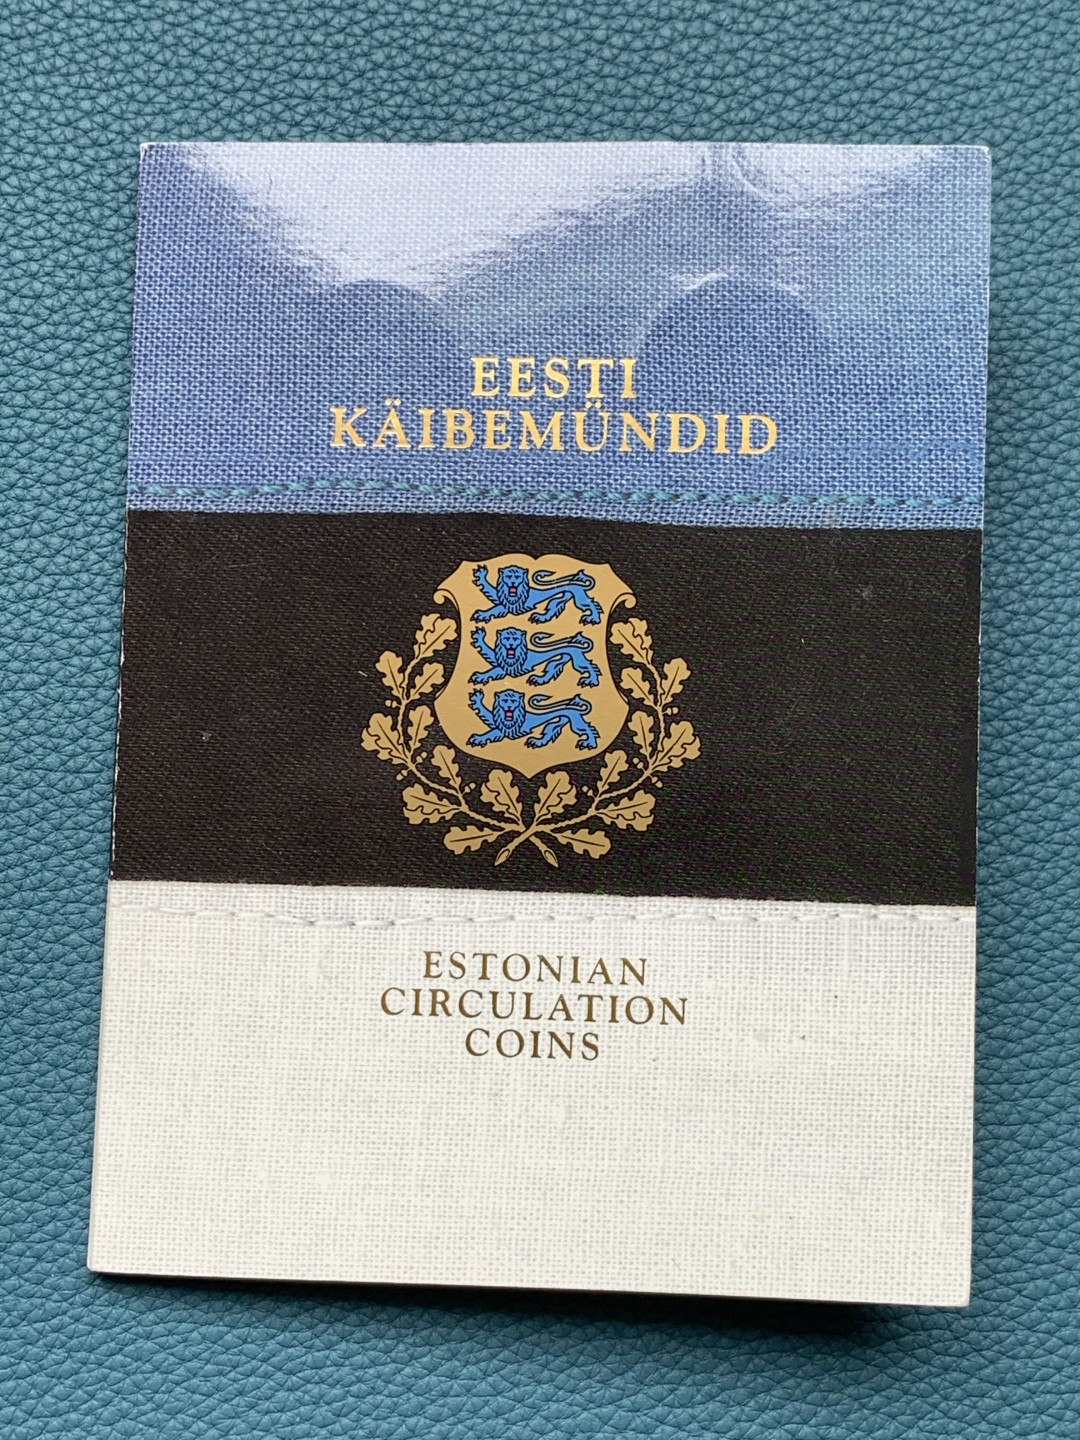 EESTI
KÄIBEMÜNDID
ESTONIAN
CIRCULATION
COINS